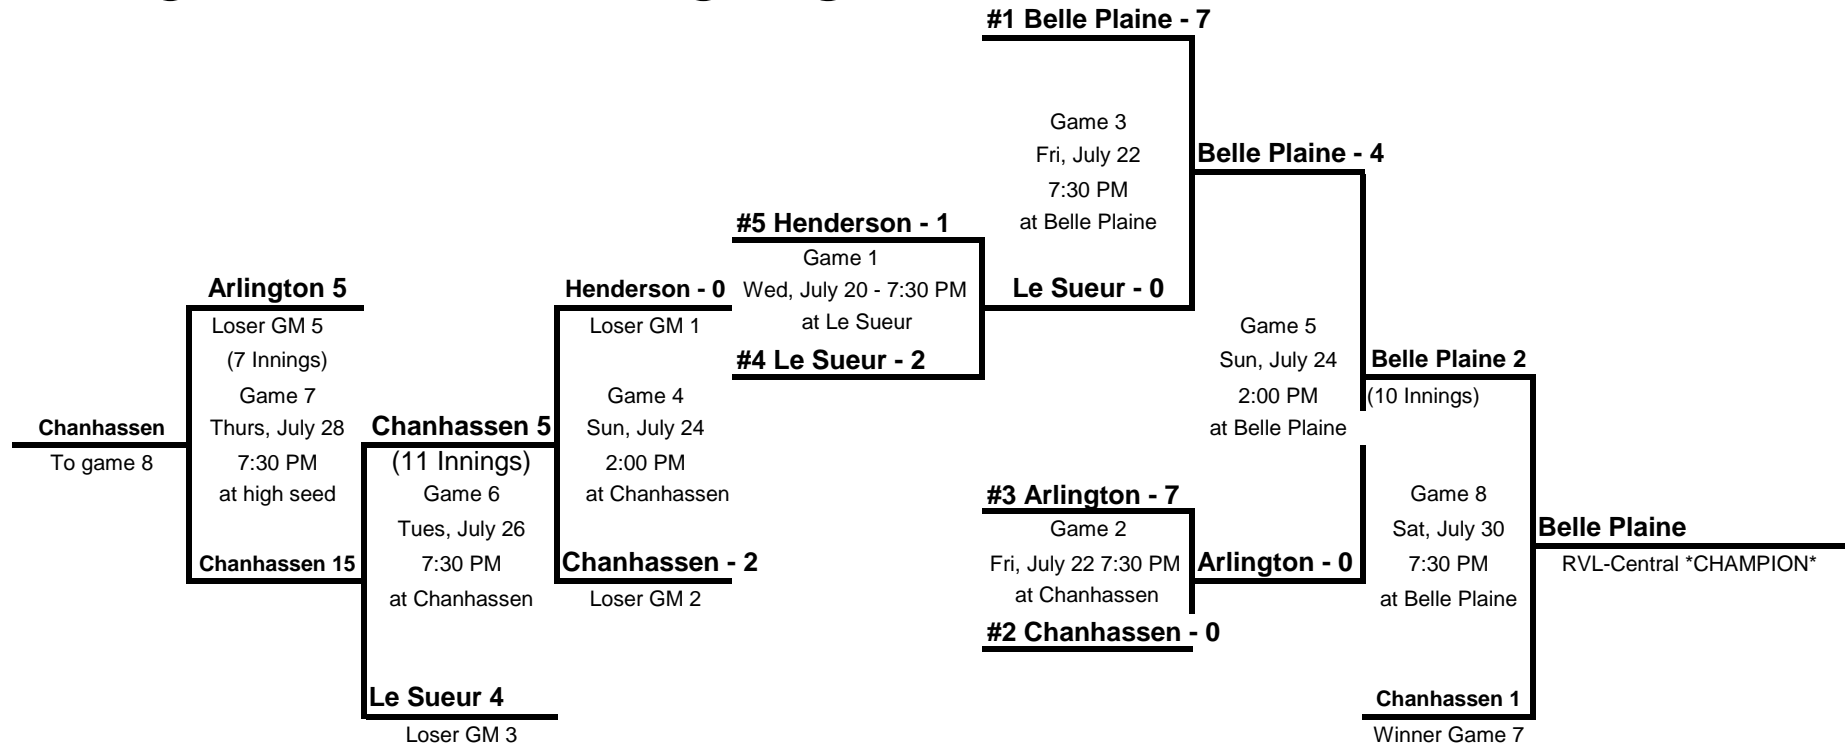 #1 Belle Plaine - 7
Game 3
Fri, July 22
7:30 PM
at Belle Plaine
Belle Plaine - 4
#5 Henderson - 1
Game 1
Wed, July 20 - 7:30 PM
at Le Sueur
#4 Le Sueur - 2
Le Sueur - 0
Arlington 5
Loser GM 5
(7 Innings)
Game 7
Thurs, July 28
7:30 PM
at high seed
Chanhassen
To game 8
Chanhassen 15
Henderson - 0
Loser GM 1
Game 4
Sun, July 24
2:00 PM
at Chanhassen
Chanhassen - 2
Loser GM 2
Chanhassen 5
(11 Innings)
Game 6
Tues, July 26
7:30 PM
at Chanhassen
Le Sueur 4
Loser GM 3
Game 5
Sun, July 24
2:00 PM
at Belle Plaine
Belle Plaine 2
(10 Innings)
#3 Arlington - 7
Game 2
Fri, July 22 7:30 PM
at Chanhassen
#2 Chanhassen - 0
Arlington - 0
Game 8
Sat, July 30
7:30 PM
at Belle Plaine
Belle Plaine
RVL-Central *CHAMPION*
Chanhassen 1
Winner Game 7